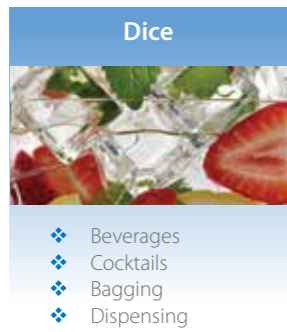 Dice
❖ Beverages
❖ Cocktails
❖ Bagging
❖ Dispensing